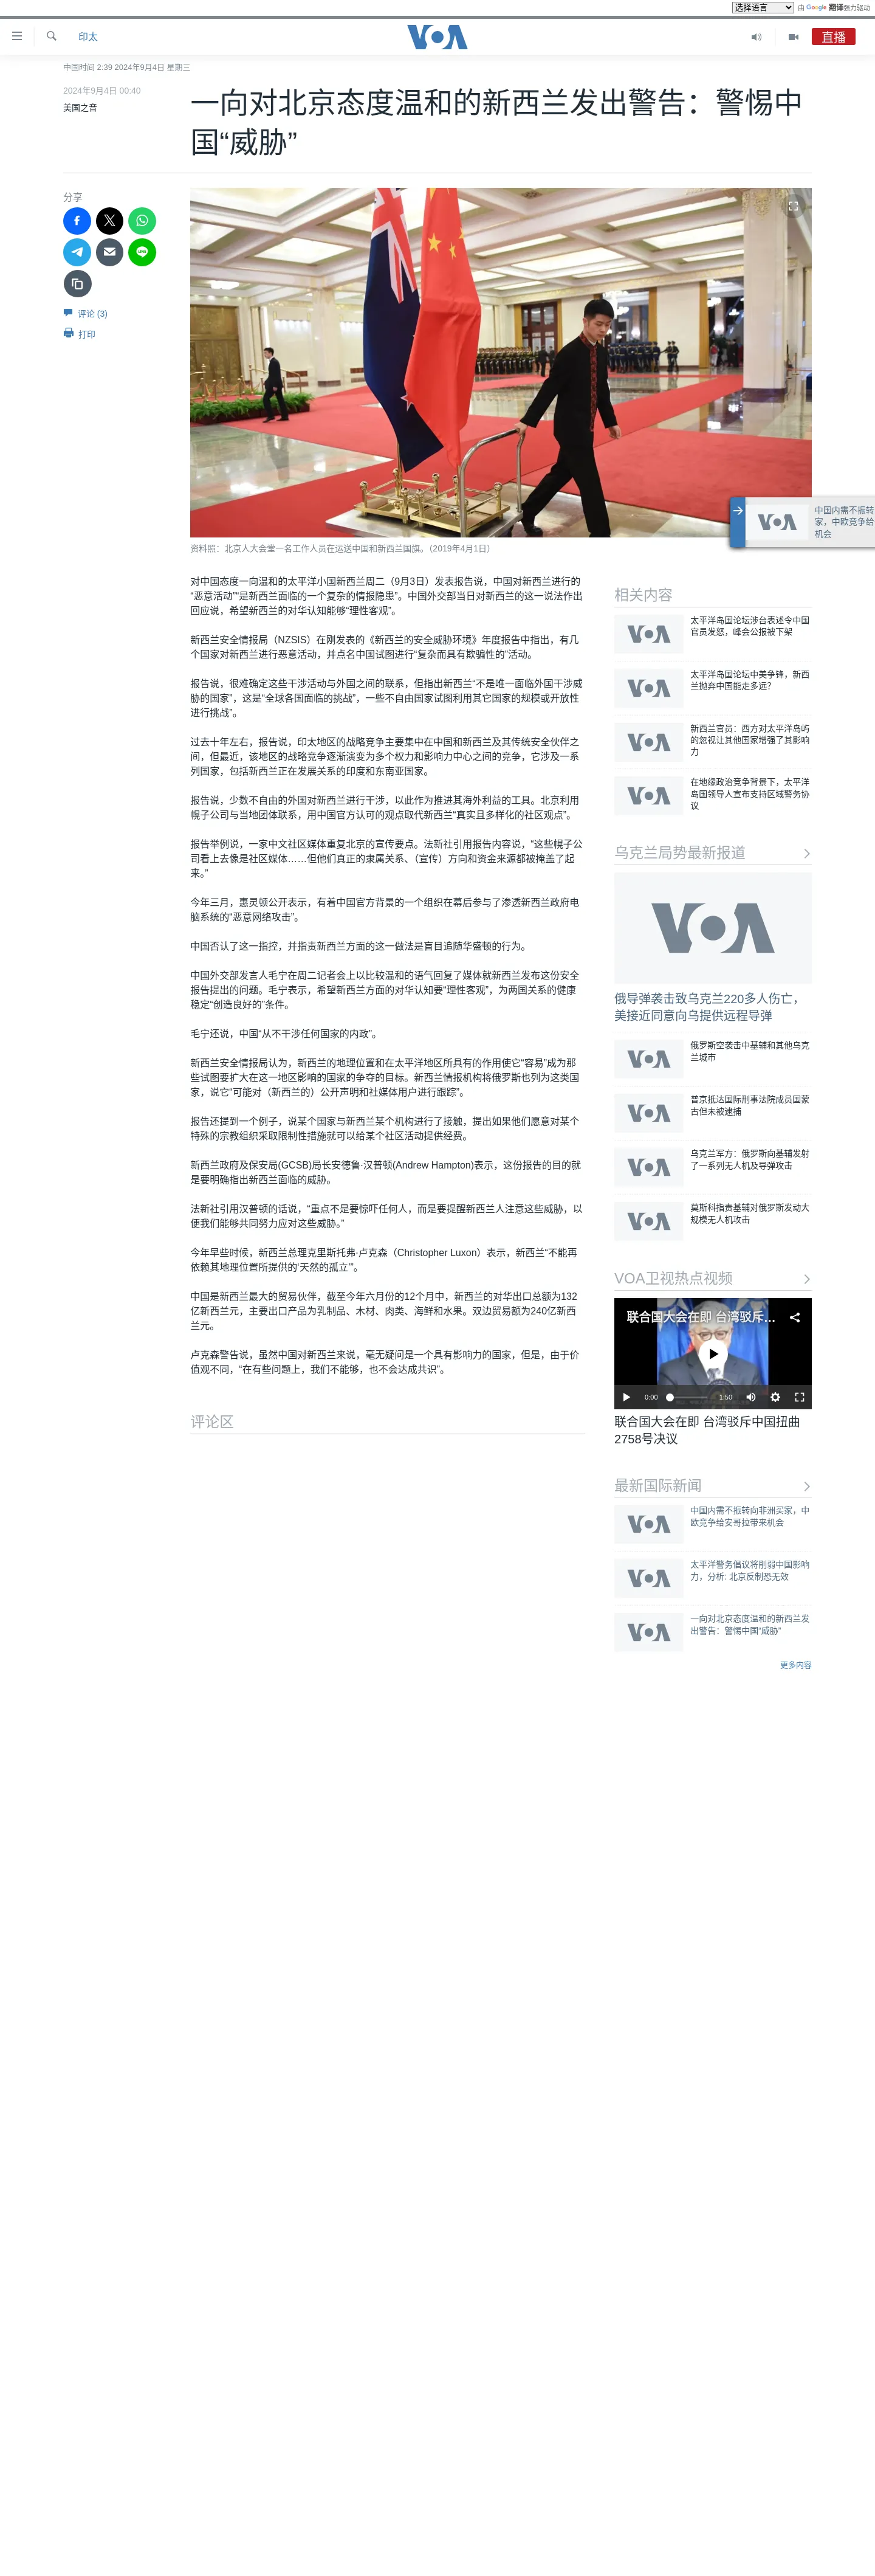 选择语言 由 Google 翻译强力驱动
印太
VOA
直播
中国时间 2:39 2024年9月4日 星期三
2024年9月4日 00:40
美国之音
一向对北京态度温和的新西兰发出警告：警惕中
国“威胁”
分享
评论 (3)
打印
资料照：北京人大会堂一名工作人员在运送中国和新西兰国旗。（2019年4月1日）
中国内需不振转
家，中欧竞争给
机会
对中国态度一向温和的太平洋小国新西兰周二（9月3日）发表报告说，中国对新西兰进行的
“恶意活动”“是新西兰面临的一个复杂的情报隐患”。中国外交部当日对新西兰的这一说法作出
回应说，希望新西兰的对华认知能够“理性客观”。
新西兰安全情报局（NZSIS）在刚发表的《新西兰的安全威胁环境》年度报告中指出，有几
个国家对新西兰进行恶意活动，并点名中国试图进行“复杂而具有欺骗性的”活动。
报告说，很难确定这些干涉活动与外国之间的联系，但指出新西兰“不是唯一面临外国干涉威
胁的国家”，这是“全球各国面临的挑战”，一些不自由国家试图利用其它国家的规模或开放性
进行挑战”。
过去十年左右，报告说，印太地区的战略竞争主要集中在中国和新西兰及其传统安全伙伴之
间，但最近，该地区的战略竞争逐渐演变为多个权力和影响力中心之间的竞争，它涉及一系
列国家，包括新西兰正在发展关系的印度和东南亚国家。
报告说，少数不自由的外国对新西兰进行干涉，以此作为推进其海外利益的工具。北京利用
幌子公司与当地团体联系，用中国官方认可的观点取代新西兰“真实且多样化的社区观点”。
报告举例说，一家中文社区媒体重复北京的宣传要点。法新社引用报告内容说，“这些幌子公
司看上去像是社区媒体……但他们真正的隶属关系、（宣传）方向和资金来源都被掩盖了起
来。”
今年三月，惠灵顿公开表示，有着中国官方背景的一个组织在幕后参与了渗透新西兰政府电
脑系统的“恶意网络攻击”。
中国否认了这一指控，并指责新西兰方面的这一做法是盲目追随华盛顿的行为。
中国外交部发言人毛宁在周二记者会上以比较温和的语气回复了媒体就新西兰发布这份安全
报告提出的问题。毛宁表示，希望新西兰方面的对华认知要“理性客观”，为两国关系的健康
稳定“创造良好的”条件。
毛宁还说，中国“从不干涉任何国家的内政”。
新西兰安全情报局认为，新西兰的地理位置和在太平洋地区所具有的作用使它“容易”成为那
些试图要扩大在这一地区影响的国家的争夺的目标。新西兰情报机构将俄罗斯也列为这类国
家，说它“可能对（新西兰的）公开声明和社媒体用户进行跟踪”。
报告还提到一个例子，说某个国家与新西兰某个机构进行了接触，提出如果他们愿意对某个
特殊的宗教组织采取限制性措施就可以给某个社区活动提供经费。
新西兰政府及保安局(GCSB)局长安德鲁·汉普顿(Andrew Hampton)表示，这份报告的目的就
是要明确指出新西兰面临的威胁。
法新社引用汉普顿的话说，“重点不是要惊吓任何人，而是要提醒新西兰人注意这些威胁，以
便我们能够共同努力应对这些威胁。”
今年早些时候，新西兰总理克里斯托弗·卢克森（Christopher Luxon）表示，新西兰“不能再
依赖其地理位置所提供的‘天然的孤立’”。
中国是新西兰最大的贸易伙伴，截至今年六月份的12个月中，新西兰的对华出口总额为132
亿新西兰元，主要出口产品为乳制品、木材、肉类、海鲜和水果。双边贸易额为240亿新西
兰元。
卢克森警告说，虽然中国对新西兰来说，毫无疑问是一个具有影响力的国家，但是，由于价
值观不同，“在有些问题上，我们不能够，也不会达成共识”。
评论区
相关内容
太平洋岛国论坛涉台表述令中国
官员发怒，峰会公报被下架
太平洋岛国论坛中美争锋，新西
兰抛弃中国能走多远？
新西兰官员：西方对太平洋岛屿
的忽视让其他国家增强了其影响
力
在地缘政治竞争背景下，太平洋
岛国领导人宣布支持区域警务协
议
乌克兰局势最新报道
VOA
俄导弹袭击致乌克兰220多人伤亡，
美接近同意向乌提供远程导弹
俄罗斯空袭击中基辅和其他乌克
兰城市
普京抵达国际刑事法院成员国蒙
古但未被逮捕
乌克兰军方：俄罗斯向基辅发射
了一系列无人机及导弹攻击
莫斯科指责基辅对俄罗斯发动大
规模无人机攻击
VOA卫视热点视频
联合国大会在即 台湾驳斥...
0:00
1:50
联合国大会在即 台湾驳斥中国扭曲
2758号决议
最新国际新闻
中国内需不振转向非洲买家，中
欧竞争给安哥拉带来机会
太平洋警务倡议将削弱中国影响
力，分析: 北京反制恐无效
一向对北京态度温和的新西兰发
出警告：警惕中国“威胁”
更多内容